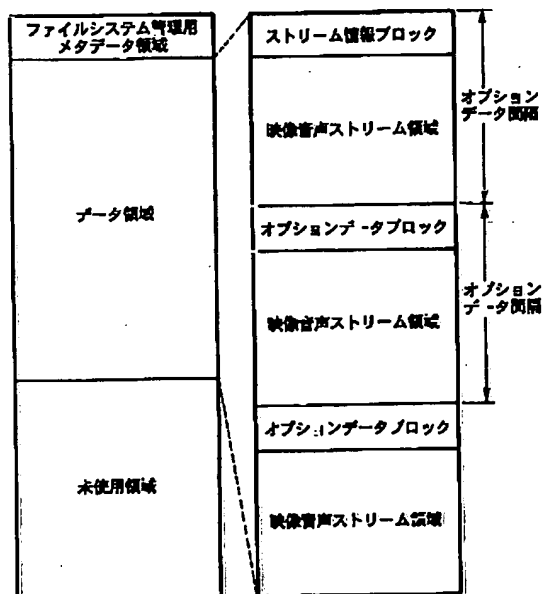 ファイルシステム管理用
メタデータ領域
データ領域
未使用領域
ストリーム情報ブロック
映像音声ストリーム領域
オプションデータブロック
映像音声ストリーム領域
オプションデータブロック
映像音声ストリーム領域
オプション
データ間隔
オプション
データ間隔